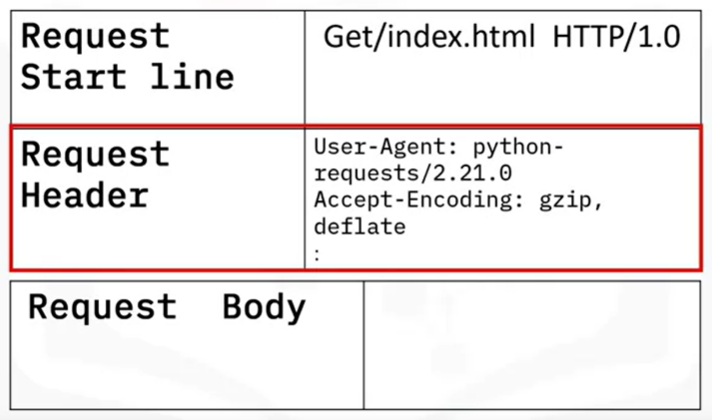 Request
Start line
Get/index.html HTTP/1.0
Request
Header
User-Agent: python-
requests/2.21.0
Accept-Encoding: gzip,
deflate
:
Request Body